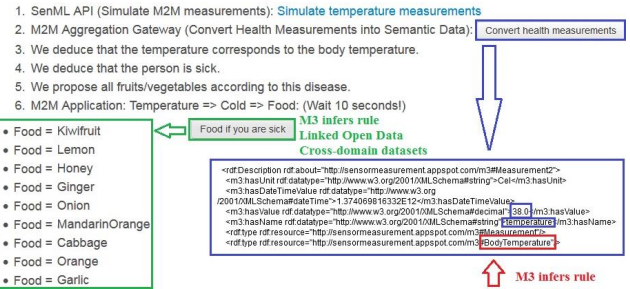 1. SenML API (Simulate M2M measurements): Simulate temperature measurements
2. M2M Aggregation Gateway (Convert Health Measurements into Semantic Data): Convert health measurements
3. We deduce that the temperature corresponds to the body temperature.
4. We deduce that the person is sick.
5. We propose all fruits/vegetables according to this disease.
6. M2M Application: Temperature => Cold => Food: (Wait 10 seconds!)
Food if you are sick
M3 infers rule
Linked Open Data
Cross-domain datasets
• Food = Kiwifruit
• Food = Lemon
• Food = Honey
• Food = Ginger
• Food = Onion
• Food = MandarinOrange
• Food = Cabbage
• Food = Orange
• Food = Garlic
<rdf:Description rdf:about="http://sensormeasurement.appspot.com/m3#Measurement2">
<m3:hasUnit rdf:datatype="http://www.w3.org/2001/XMLSchema#string">Cel</m3:hasUnit>
<m3:hasDateTimeValue rdf:datatype="http://www.w3.org
/2001/XMLSchema#dateTime">1.374069816332E12</m3:hasDateTimeValue>
<m3:hasValue rdf:datatype="http://www.w3.org/2001/XMLSchema#decimal">38.0</m3:hasValue>
<m3:hasName rdf:datatype="http://www.w3.org/2001/XMLSchema#string">temperature</m3:hasName>
<rdf:type rdf:resource="http://sensormeasurement.appspot.com/m3#Measurement"/>
<rdf:type rdf:resource="http://sensormeasurement.appspot.com/m3#BodyTemperature">
M3 infers rule